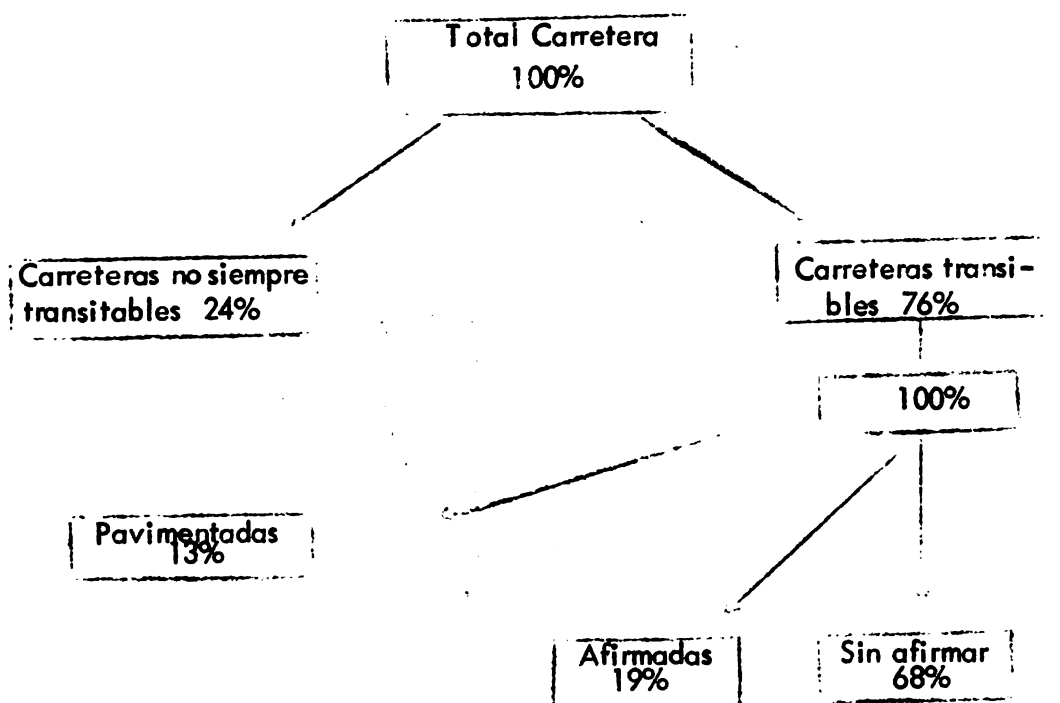 Total Carretera
100%
Carreteras no siempre
transitables 24%
Carreteras transi-
bles 76%
100%
Pavimentadas
13%
Afirmadas
19%
Sin afirmar
68%